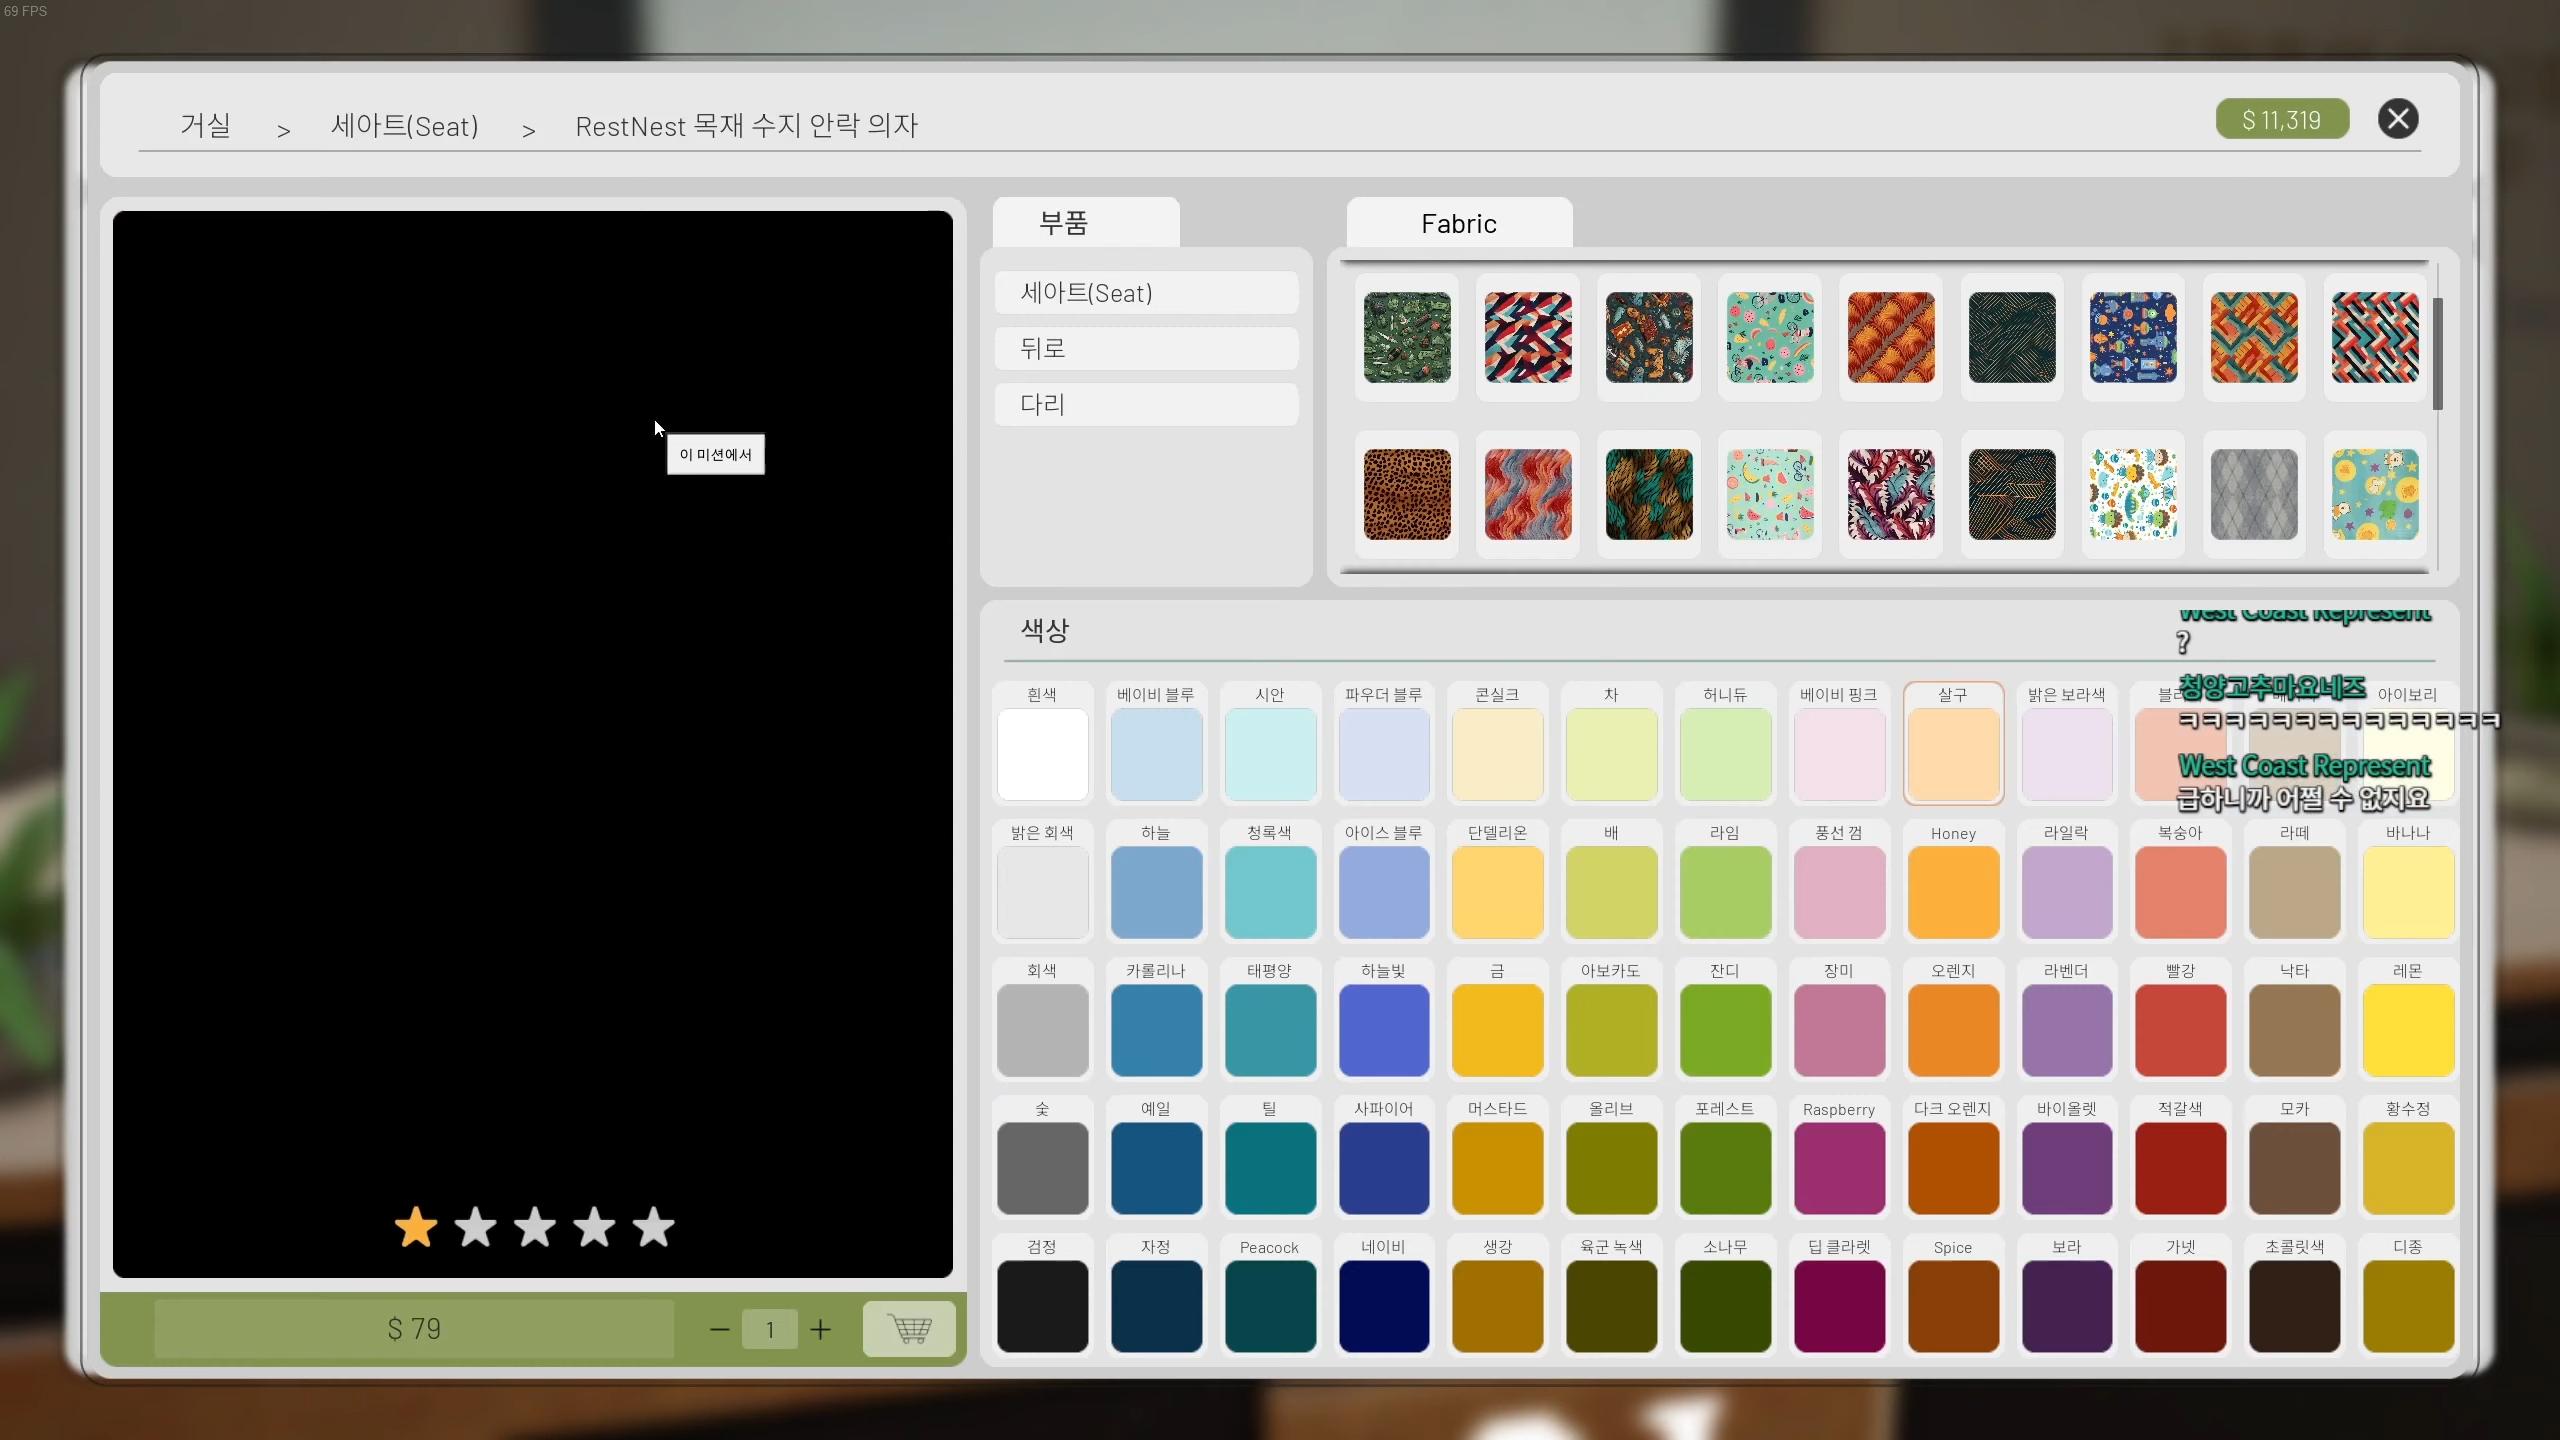 69 FPS
거실 > 세아트(Seat) > RestNest 목재 수지 안락 의자
$ 11,319
부품
Fabric
세아트(Seat)
뒤로
다리
이 미션에서
색상
West Coast Represent
?
청양고추마요네즈
ㅋㅋㅋㅋㅋㅋㅋㅋㅋㅋㅋㅋㅋㅋ
West Coast Represent
급하니까 어쩔 수 없지요
흰색 베이비 블루 시안 파우더 블루 콘실크 차 허니듀 베이비 핑크 살구 밝은 보라색 아이보리
밝은 회색 하늘 청록색 아이스 블루 단델리온 배 라임 풍선 껌 Honey 라일락 복숭아 라떼 바나나
회색 카롤리나 태평양 하늘빛 금 아보카도 잔디 장미 오렌지 라벤더 빨강 낙타 레몬
숯 예일 틸 사파이어 머스타드 올리브 포레스트 Raspberry 다크 오렌지 바이올렛 적갈색 모카 황수정
검정 자정 Peacock 네이비 생강 육군 녹색 소나무 딥 클라렛 Spice 보라 가넷 초콜릿색 디종
$ 79
− 1 +